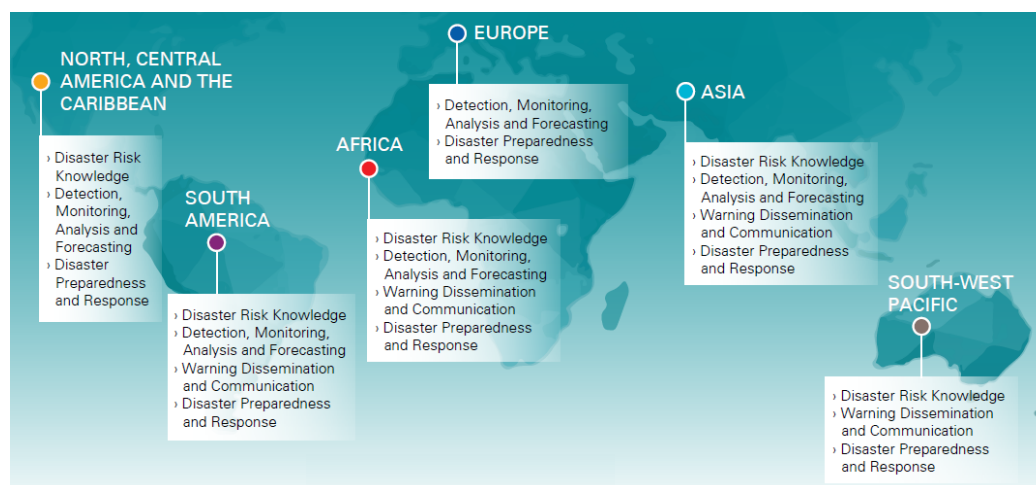 NORTH, CENTRAL
AMERICA AND THE
CARIBBEAN
› Disaster Risk
Knowledge
› Detection,
Monitoring,
Analysis and
Forecasting
› Disaster
Preparedness
and Response
SOUTH
AMERICA
› Disaster Risk Knowledge
› Detection, Monitoring,
Analysis and Forecasting
› Warning Dissemination
and Communication
› Disaster Preparedness
and Response
AFRICA
› Disaster Risk Knowledge
› Detection, Monitoring,
Analysis and Forecasting
› Warning Dissemination
and Communication
› Disaster Preparedness
and Response
EUROPE
› Detection, Monitoring,
Analysis and Forecasting
› Disaster Preparedness
and Response
ASIA
› Disaster Risk Knowledge
› Detection, Monitoring,
Analysis and Forecasting
› Warning Dissemination
and Communication
› Disaster Preparedness
and Response
SOUTH-WEST
PACIFIC
› Disaster Risk Knowledge
› Warning Dissemination
and Communication
› Disaster Preparedness
and Response